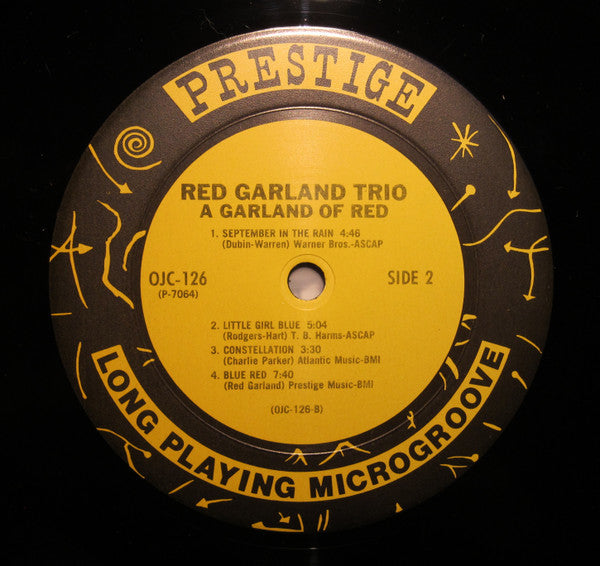 PRESTIGE
RED GARLAND TRIO
A GARLAND OF RED
1. SEPTEMBER IN THE RAIN 4:46
(Dubin-Warren) Warner Bros.-ASCAP
OJC-126
(P-7064)
SIDE 2
2. LITTLE GIRL BLUE 5:04
(Rodgers-Hart) T. B. Harms-ASCAP
3. CONSTELLATION 3:30
(Charlie Parker) Atlantic Music-BMI
4. BLUE RED 7:40
(Red Garland) Prestige Music-BMI
(OJC-126-B)
LONG PLAYING MICROGROOVE